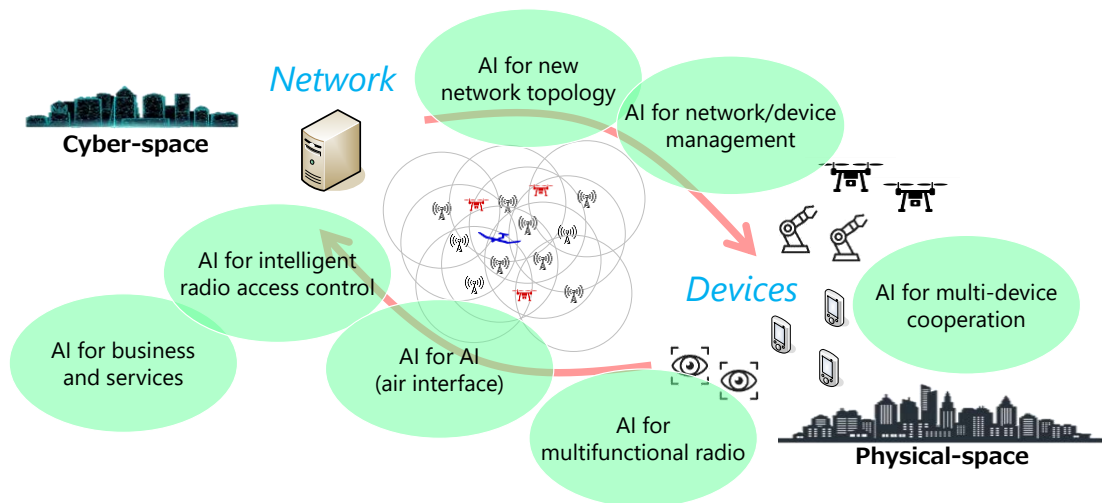 AI for new
network topology
Network
AI for network/device
management
Cyber-space
AI for intelligent
radio access control
Devices
AI for multi-device
cooperation
AI for business
and services
AI for AI
(air interface)
AI for
multifunctional radio
Physical-space